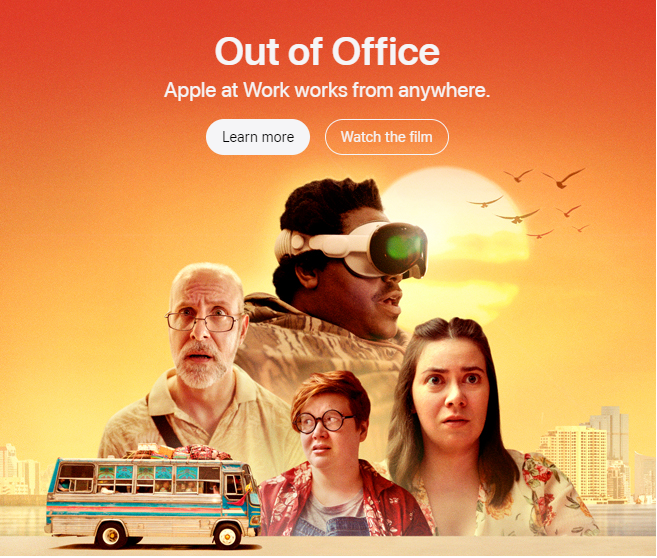 Out of Office
Apple at Work works from anywhere.
Learn more
Watch the film